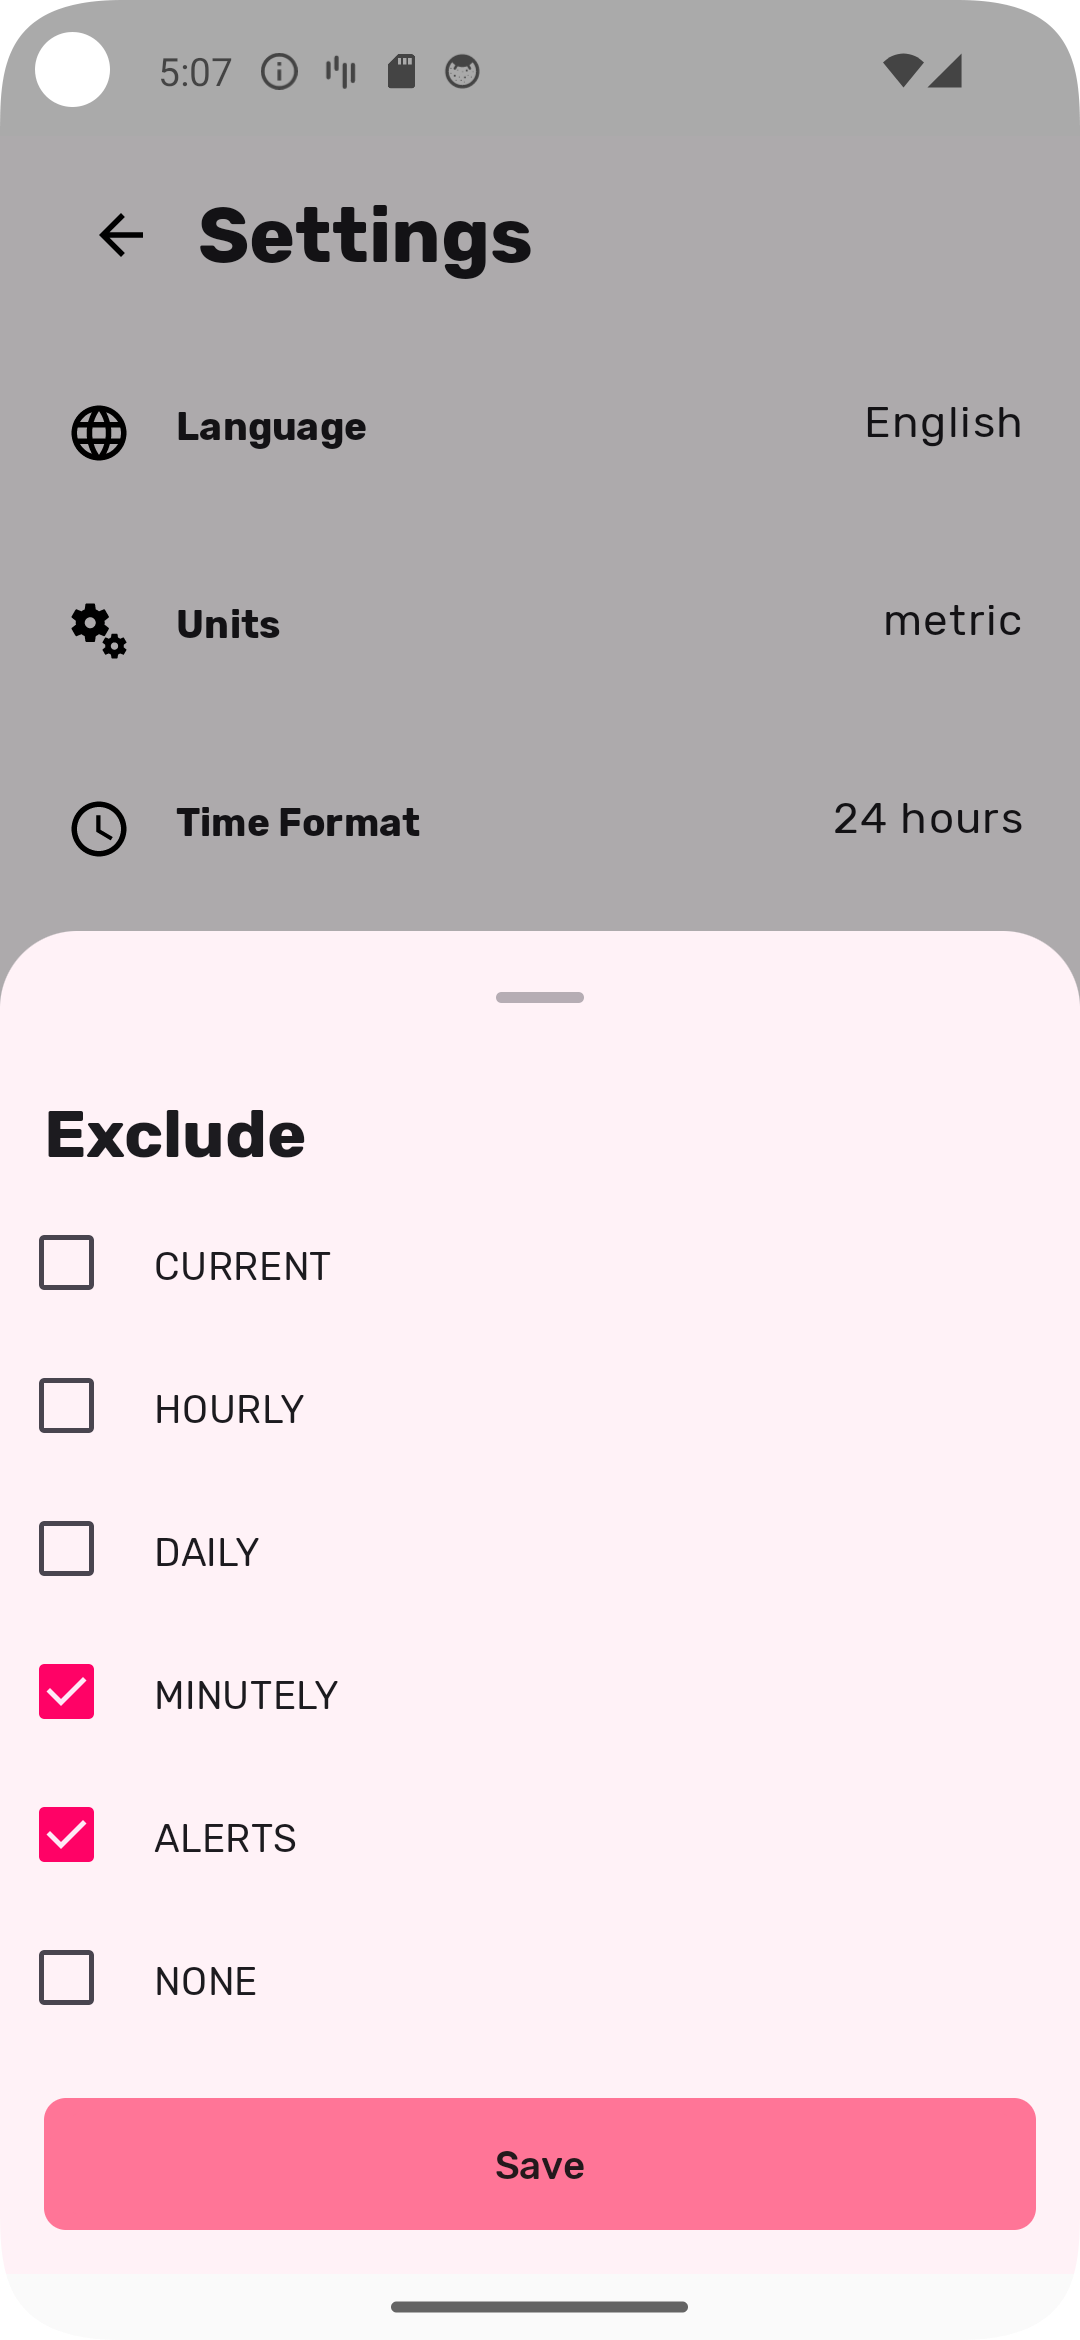 5:07
Settings
Language English
Units metric
Time Format 24 hours
Exclude
CURRENT
HOURLY
DAILY
MINUTELY
ALERTS
NONE
Save